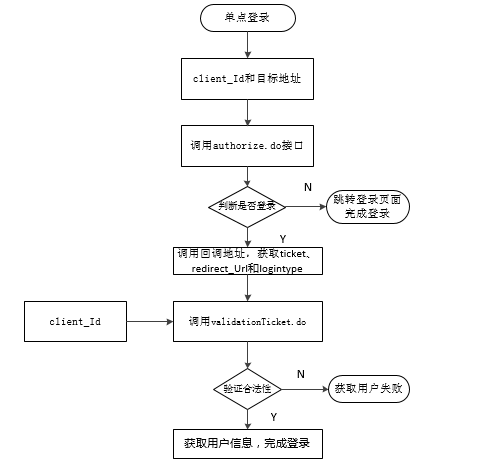 单点登录
client_Id和目标地址
调用authorize.do接口
N
判断是否登录
跳转登录页面
完成登录
Y
调用回调地址，获取ticket、
redirect_Url和logintype
client_Id
调用validationTicket.do
N
验证合法性
获取用户失败
Y
获取用户信息，完成登录